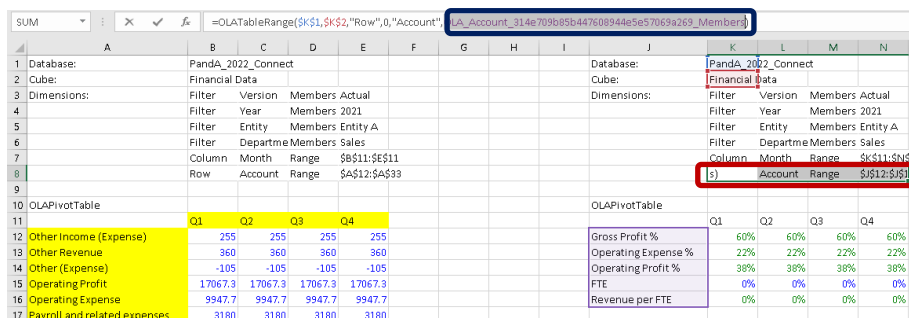 SUM fx =OLATableRange($K$1,$K$2,"Row",0,"Account",OLA_Account_314e709b85b447608944e5e57069a269_Members)
A B C D E F G H I J K L M N
1 Database: PandA_2022_Connect Database: PandA_2022_Connect
2 Cube: Financial Data Cube: Financial Data
3 Dimensions: Filter Version Members Actual Dimensions: Filter Version Members Actual
4 Filter Year Members 2021 Filter Year Members 2021
5 Filter Entity Members Entity A Filter Entity Members Entity A
6 Filter Departme Members Sales Filter Departme Members Sales
7 Column Month Range $B$11:$E$11 Column Month Range $K$11:$N$
8 Row Account Range $A$12:$A$33 s) Account Range $J$12:$J$1
9
10 OLAPivotTable OLAPivotTable
11 Q1 Q2 Q3 Q4 Q1 Q2 Q3 Q4
12 Other Income (Expense) 255 255 255 255 Gross Profit % 60% 60% 60% 60%
13 Other Revenue 360 360 360 360 Operating Expense % 22% 22% 22% 22%
14 Other (Expense) -105 -105 -105 -105 Operating Profit % 38% 38% 38% 38%
15 Operating Profit 17067.3 17067.3 17067.3 17067.3 FTE 0% 0% 0% 0%
16 Operating Expense 9947.7 9947.7 9947.7 9947.7 Revenue per FTE 0% 0% 0% 0%
17 Payroll and related expenses 3180 3180 3180 3180